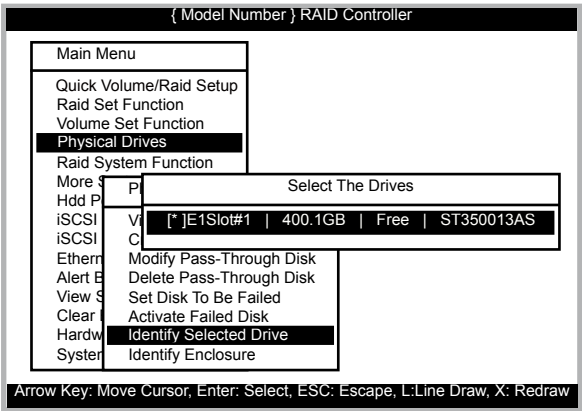 { Model Number } RAID Controller
Main Menu
Quick Volume/Raid Setup
Raid Set Function
Volume Set Function
Physical Drives
Raid System Function
More
Hdd P
iSCSI
iSCSI
Ethern
Alert B
View S
Clear
Hardw
System
Select The Drives
[* ]E1Slot#1 | 400.1GB | Free | ST350013AS
Modify Pass-Through Disk
Delete Pass-Through Disk
Set Disk To Be Failed
Activate Failed Disk
Identify Selected Drive
Identify Enclosure
Arrow Key: Move Cursor, Enter: Select, ESC: Escape, L:Line Draw, X: Redraw